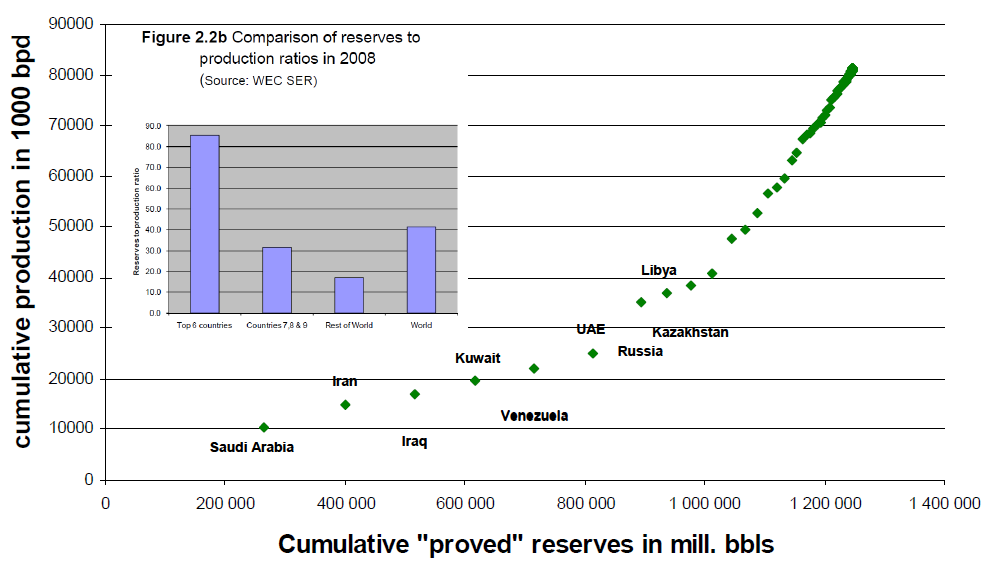 90000
80000
70000
60000
50000
40000
30000
20000
10000
0
cumulative production in 1000 bpd
Figure 2.2b Comparison of reserves to
production ratios in 2008
(Source: WEC SER)
90.0
80.0
70.0
60.0
50.0
40.0
30.0
20.0
10.0
0.0
Reserves to production ratio
Top 6 countries Countries 7,8 & 9 Rest of World World
Libya
UAE Kazakhstan
Kuwait Russia
Iran
Venezuela
Saudi Arabia Iraq
0 200 000 400 000 600 000 800 000 1 000 000 1 200 000 1 400 000
Cumulative "proved" reserves in mill. bbls